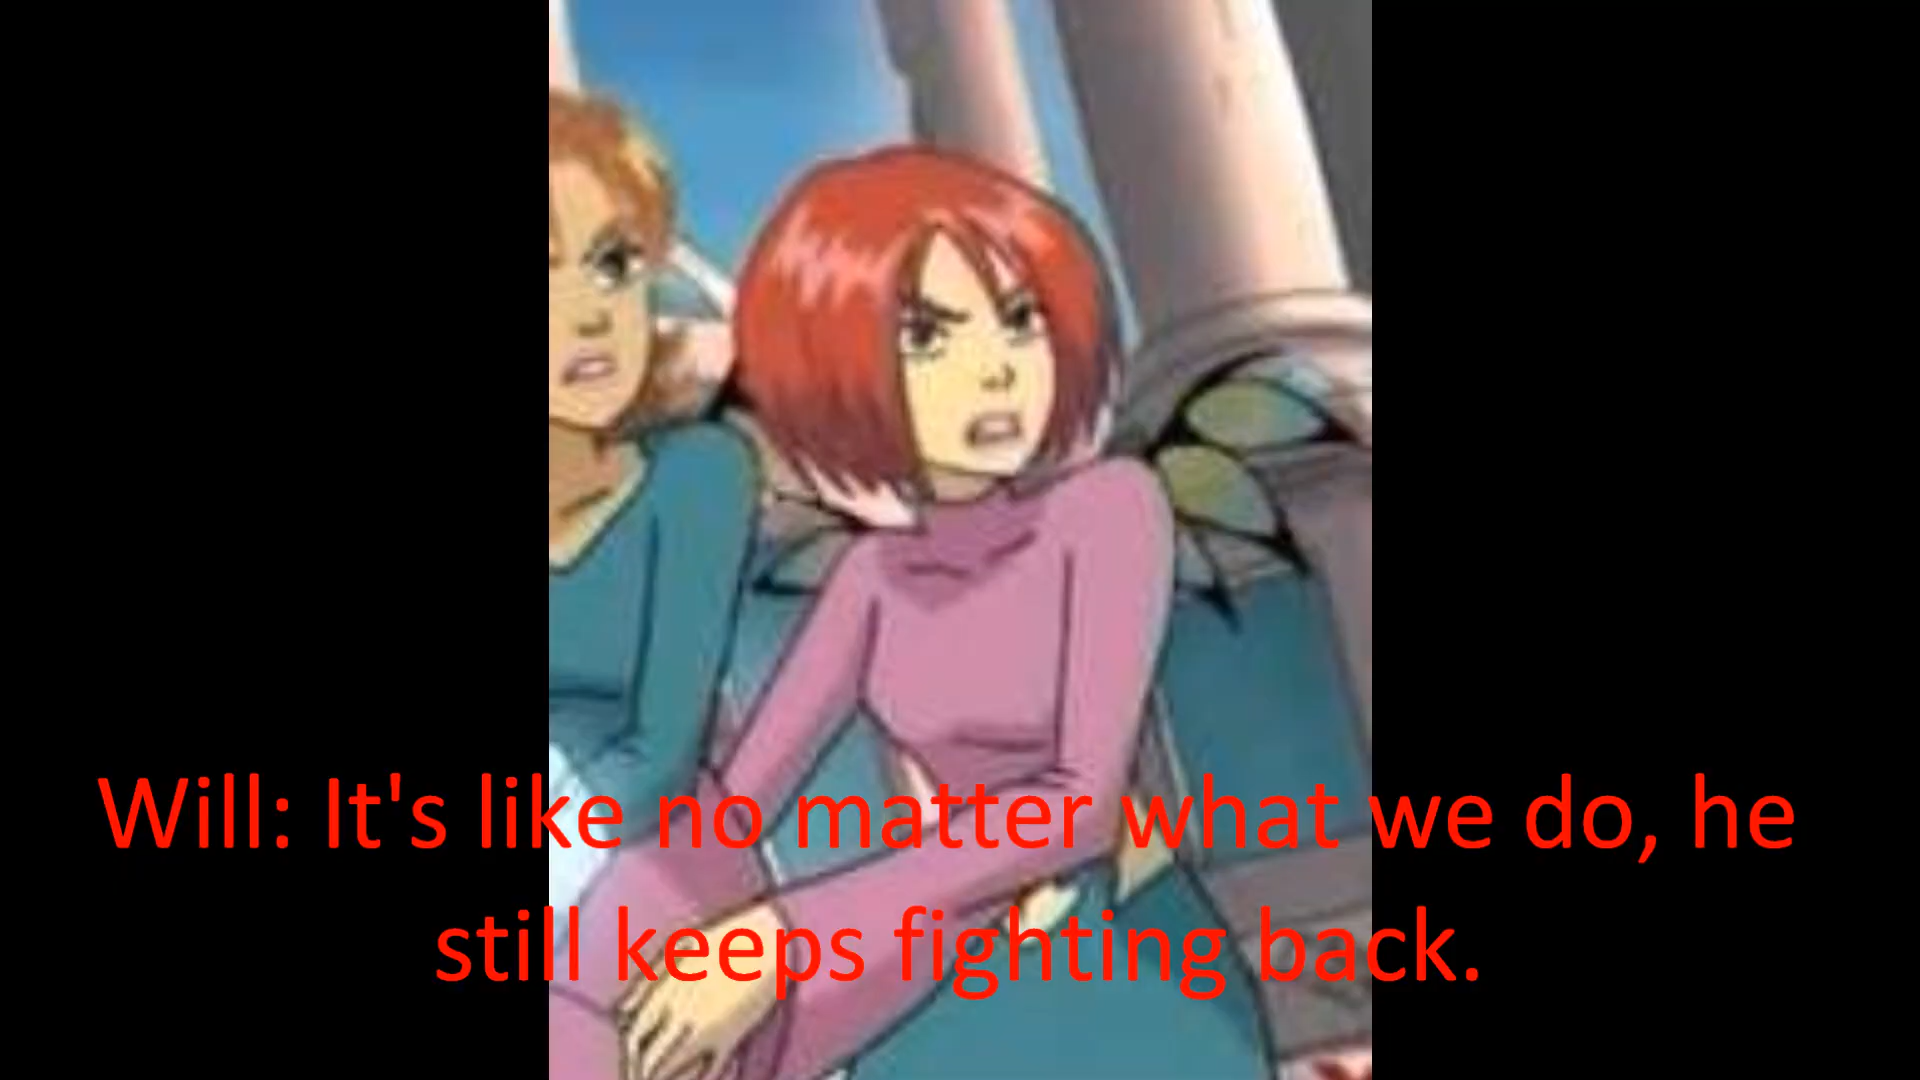 Will: It's like no matter what we do, he
still keeps fighting back.